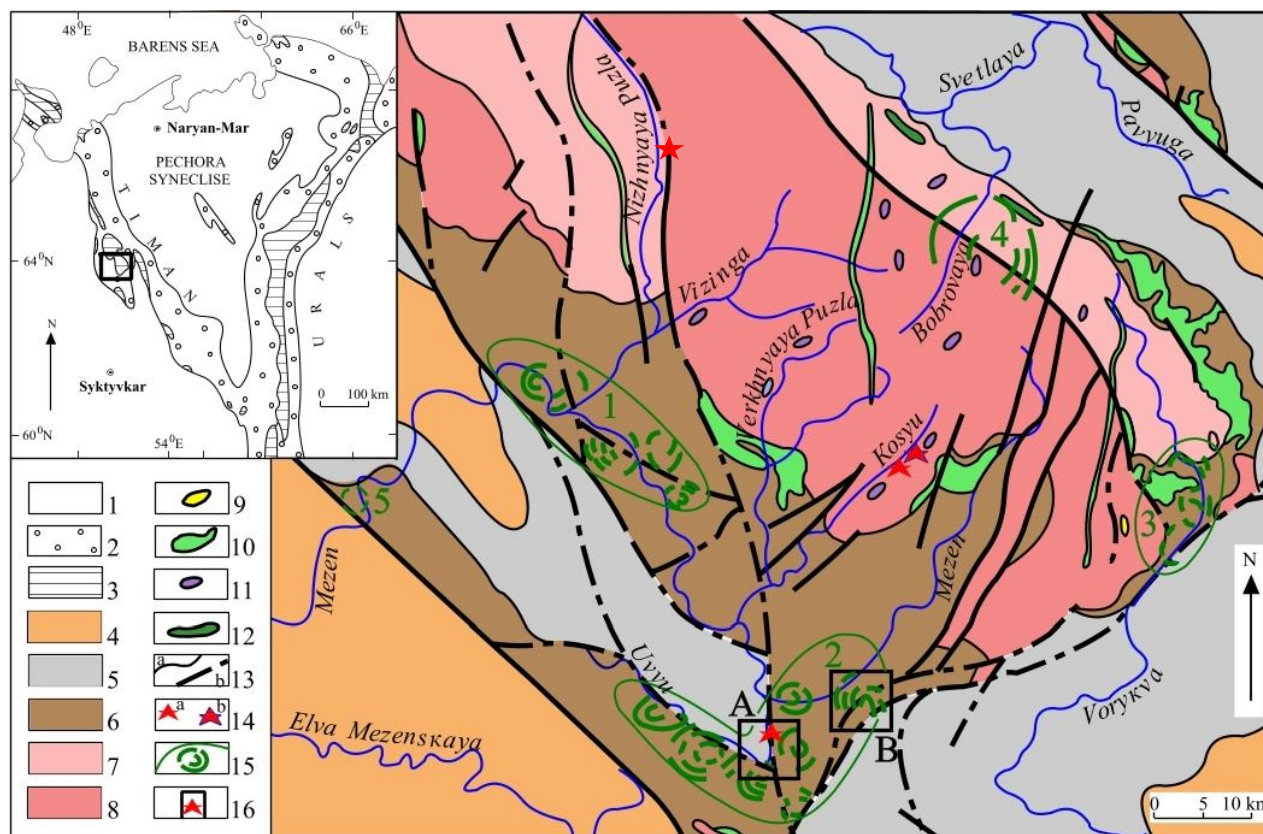 48⁰E
66⁰E
BARENS SEA
Naryan-Mar
PECHORA
SYNECLISE
TIMAN
URALS
64⁰N
N
Syktyvkar
0 100 km
60⁰N
54⁰E
1
2
3
4
5
6
7
8
9
10
11
12
a
b
13
a
b
14
15
16
Nizhnyaya Puzla
Svetlaya
Pavyuga
4
Vizinga
Verkhnyaya Puzla
Bobrovaya
1
Kosyu
5
3
Mezen
Mezen
N
Uvyu
2
A
B
Vorykva
Elva Mezenskaya
0 5 10 km